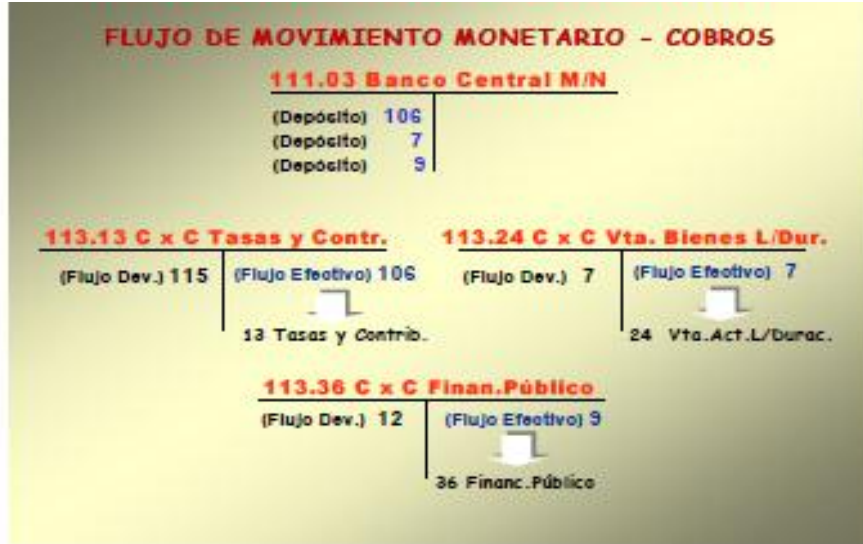 FLUJO DE MOVIMIENTO MONETARIO - COBROS
111.03 Banco Central M/N
(Depósito) 106
(Depósito) 7
(Depósito) 9
113.13 C x C Tasas y Contr.
(Flujo Dev.) 115 (Flujo Efectivo) 106
13 Tasas y Contrib.
113.24 C x C Vta. Bienes L/Dur.
(Flujo Dev.) 7 (Flujo Efectivo) 7
24 Vta.Act.L/Durac.
113.36 C x C Finan.Público
(Flujo Dev.) 12 (Flujo Efectivo) 9
36 Financ.Público